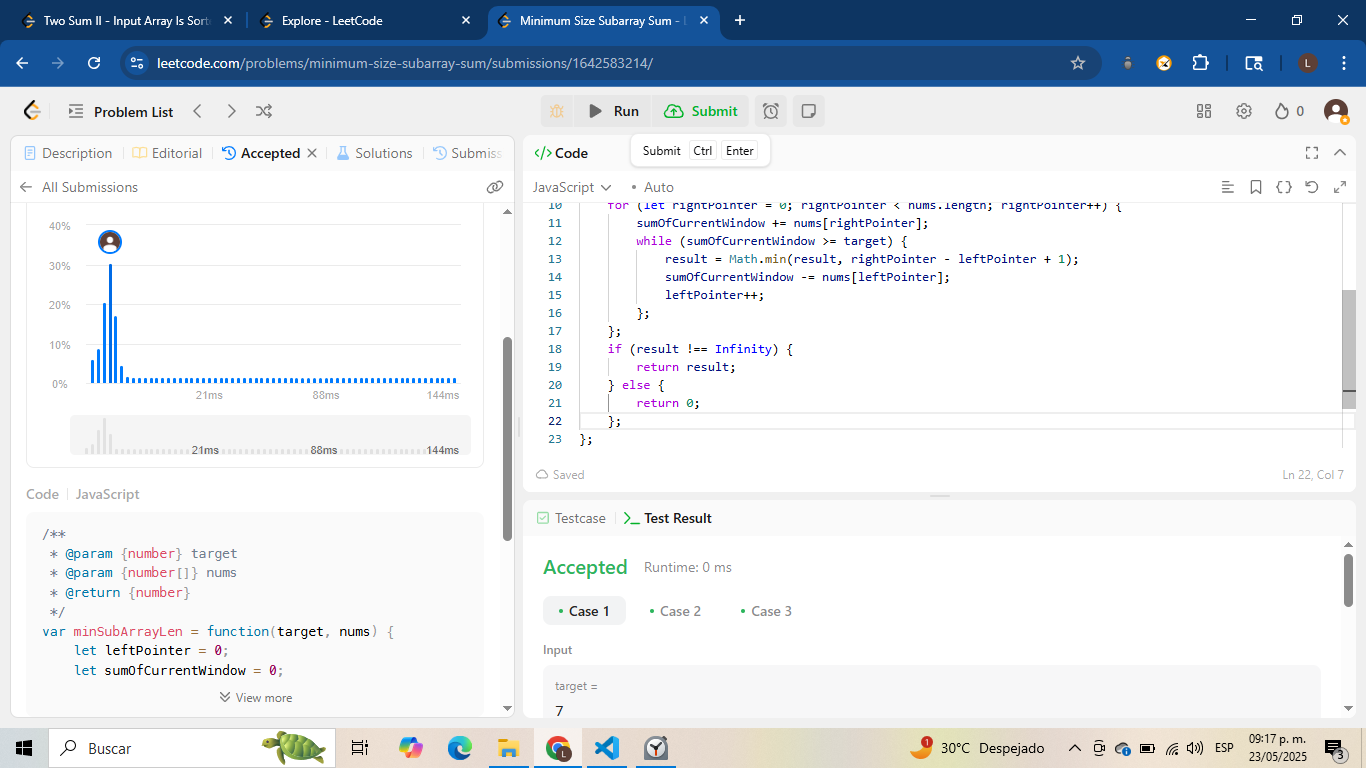 Two Sum II - Input Array Is Sort
Explore - LeetCode
Minimum Size Subarray Sum - L
leetcode.com/problems/minimum-size-subarray-sum/submissions/1642583214/
L
Problem List
Run
Submit
0
Description
Editorial
Accepted
Solutions
Submiss
All Submissions
40%
30%
20%
10%
0%
21ms
88ms
144ms
21ms
88ms
144ms
Code
JavaScript
/**
 * @param {number} target
 * @param {number[]} nums
 * @return {number}
 */
var minSubArrayLen = function(target, nums) {
    let leftPointer = 0;
    let sumOfCurrentWindow = 0;
View more
</> Code
Submit Ctrl Enter
JavaScript
Auto
10     for (let rightPointer = 0; rightPointer < nums.length; rightPointer++) {
11         sumOfCurrentWindow += nums[rightPointer];
12         while (sumOfCurrentWindow >= target) {
13             result = Math.min(result, rightPointer - leftPointer + 1);
14             sumOfCurrentWindow -= nums[leftPointer];
15             leftPointer++;
16         };
17     };
18     if (result !== Infinity) {
19         return result;
20     } else {
21         return 0;
22     };
23 };
Saved
Ln 22, Col 7
Testcase
Test Result
Accepted
Runtime: 0 ms
Case 1
Case 2
Case 3
Input
target =
7
Buscar
L
1
30°C Despejado
ESP
09:17 p. m.
23/05/2025
3